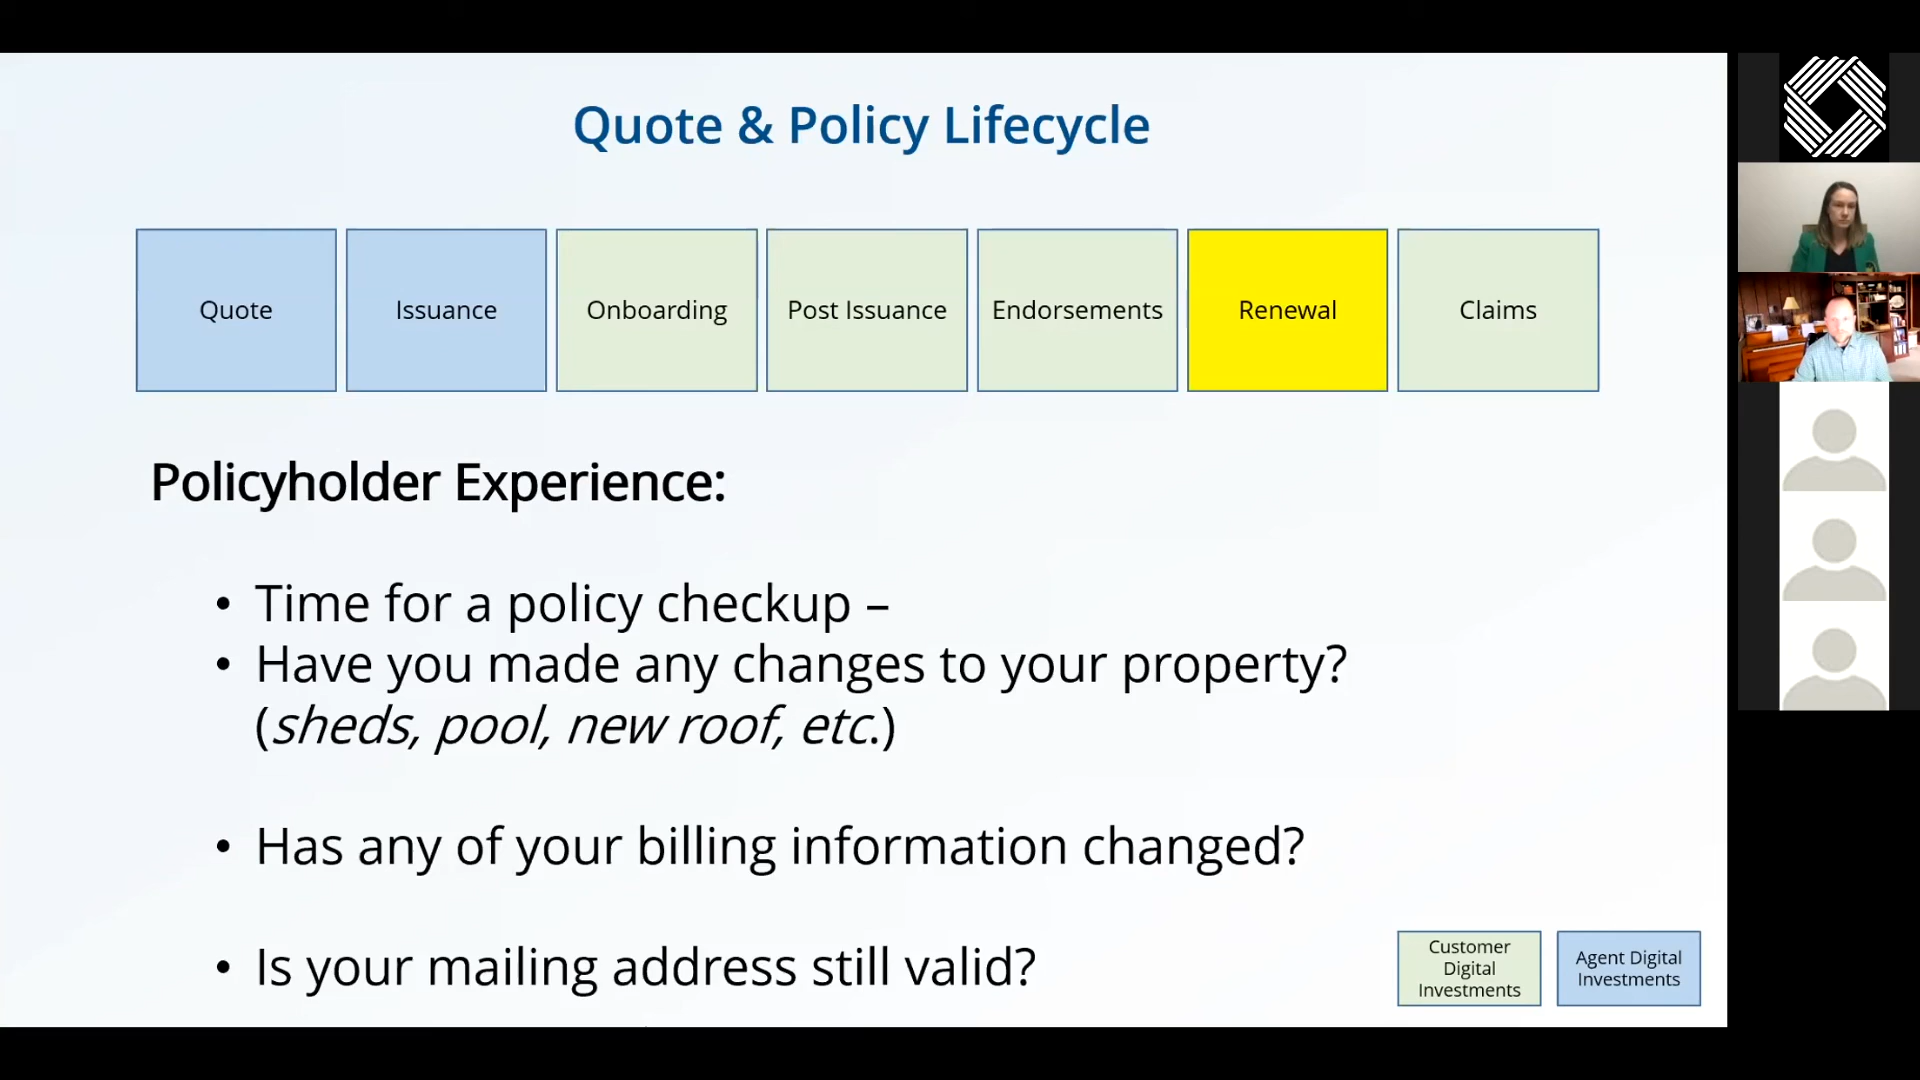 Quote & Policy Lifecycle
Quote
Issuance
Onboarding
Post Issuance
Endorsements
Renewal
Claims
Policyholder Experience:
• Time for a policy checkup –
• Have you made any changes to your property?
(sheds, pool, new roof, etc.)
• Has any of your billing information changed?
• Is your mailing address still valid?
Customer
Digital
Investments
Agent Digital
Investments